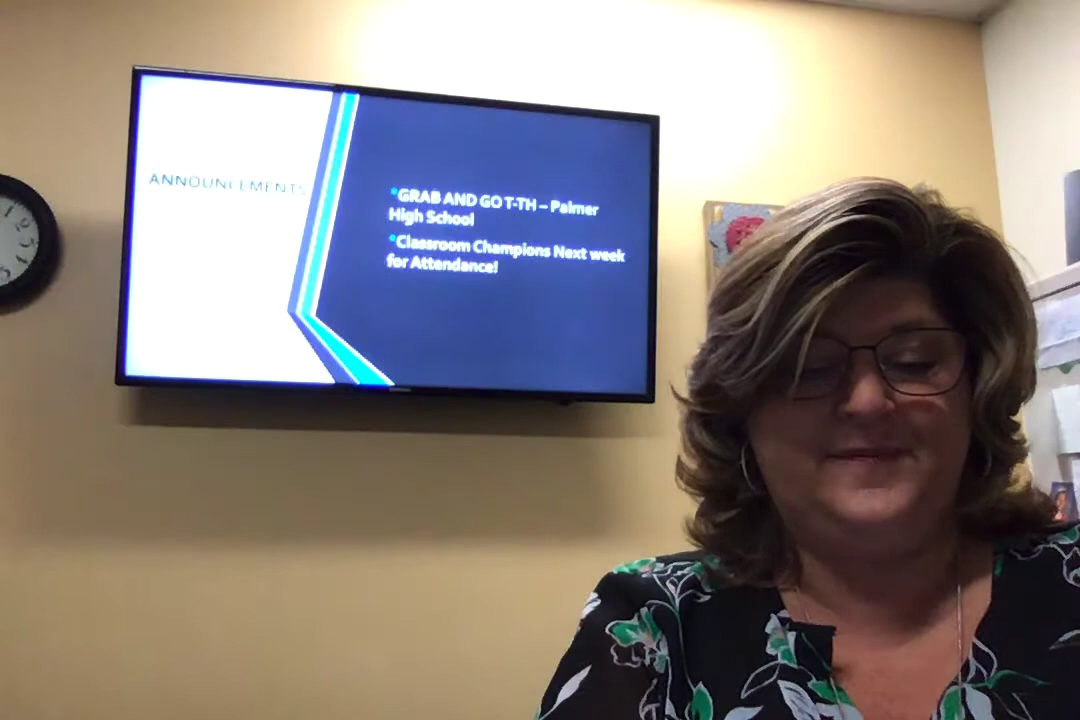 ANNOUNCEMENTS
*GRAB AND GO T-TH – Palmer
High School
*Classroom Champions Next week
for Attendance!